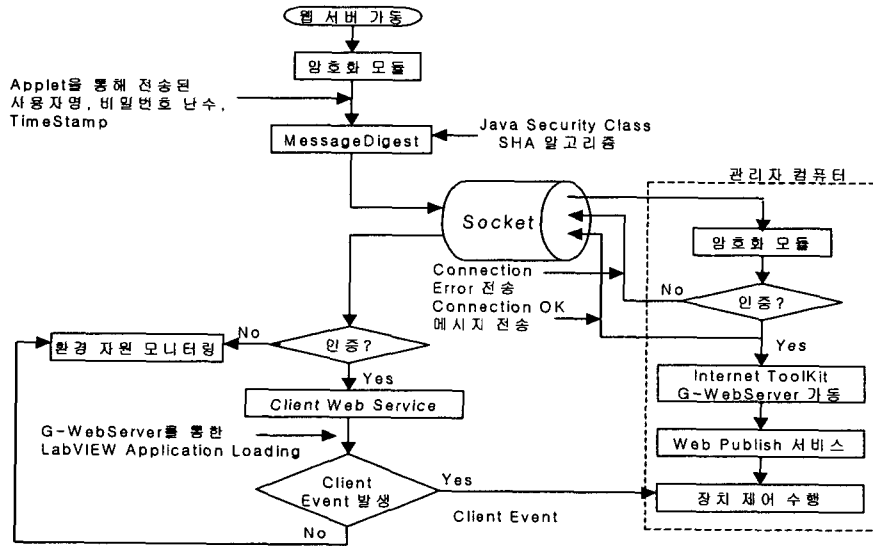 웹 서버 가동
암호화 모듈
Applet을 통해 전송된
사용자명, 비밀번호 난수,
TimeStamp
MessageDigest
Java Security Class
SHA 알고리즘
관리자 컴퓨터
Socket
암호화 모듈
Connection
Error 전송
Connection OK
메시지 전송
No
인증?
Yes
환경 자원 모니터링
No
인증?
Yes
Internet ToolKit
G-WebServer 가동
Client Web Service
G-WebServer를 통한
LabVIEW Application Loading
Web Publish 서비스
Client
Event 발생
Yes
Client Event
장치 제어 수행
No